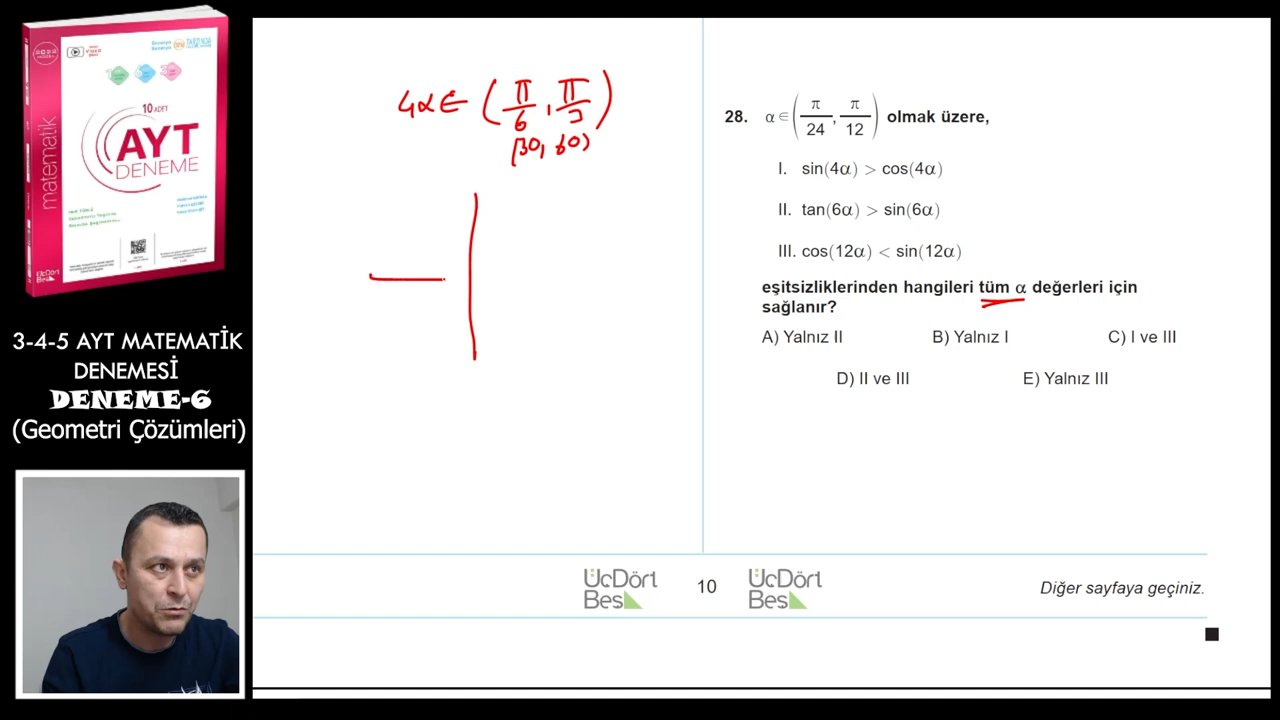 2022
matematik
10 ADET
AYT
DENEME
ÜçDört
Beş
3-4-5 AYT MATEMATİK
DENEMESİ
DENEME-6
(Geometri Çözümleri)
4α∈ (π/6, π/3)
(30, 60)
28. α∈(π/24, π/12) olmak üzere,
I. sin(4α) > cos(4α)
II. tan(6α) > sin(6α)
III. cos(12α) < sin(12α)
eşitsizliklerinden hangileri tüm α değerleri için
sağlanır?
A) Yalnız II B) Yalnız I C) I ve III
D) II ve III E) Yalnız III
ÜçDört
Beş
10
ÜçDört
Beş
Diğer sayfaya geçiniz.